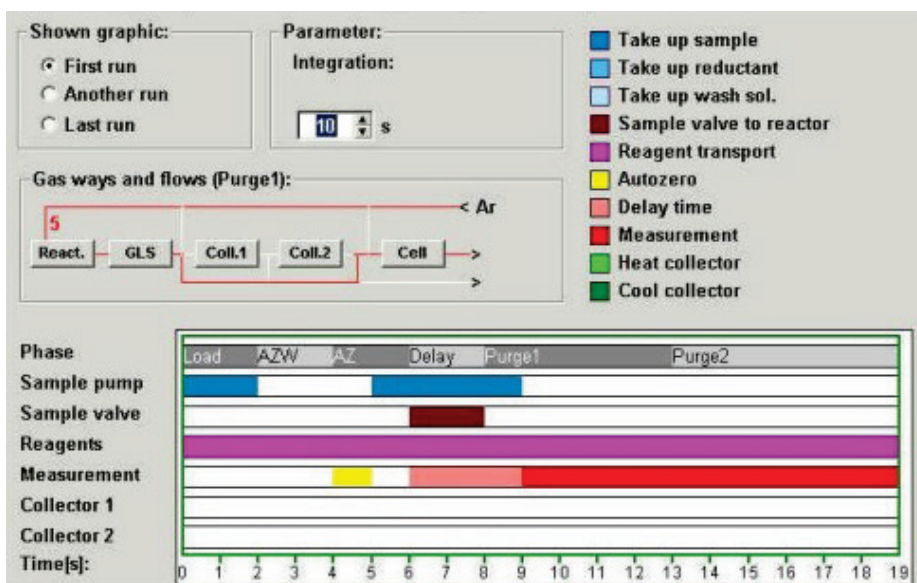 Shown graphic:
First run
Another run
Last run
Parameter:
Integration:
10 s
Take up sample
Take up reductant
Take up wash sol.
Sample valve to reactor
Reagent transport
Autozero
Delay time
Measurement
Heat collector
Cool collector
Gas ways and flows (Purge1):
< Ar
5
React. GLS Coll.1 Coll.2 Cell >
>
Phase Load AZW AZ Delay Purge1 Purge2
Sample pump
Sample valve
Reagents
Measurement
Collector 1
Collector 2
Time[s]: 0 1 2 3 4 5 6 7 8 9 10 11 12 13 14 15 16 17 18 19